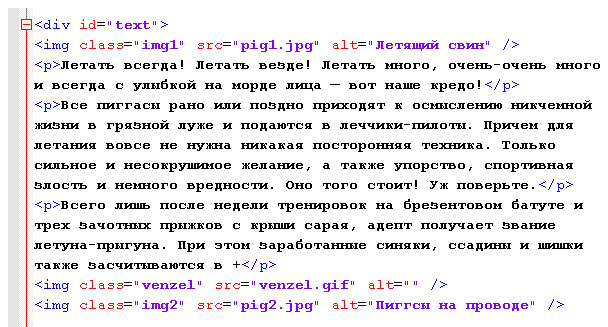 <div id="text">
<img class="img1" src="pig1.jpg" alt="Летящий свин" />
<p>Летать всегда! Летать везде! Летать много, очень-очень много
и всегда с улыбкой на морде лица — вот наше кредо!</p>
<p>Все пиггасы рано или поздно приходят к осмыслению никчемной
жизни в грязной луже и подаются в леччики-пилоты. Причем для
летания вовсе не нужна никакая посторонняя техника. Только
сильное и несокрушимое желание, а также упорство, спортивная
злость и немного вредности. Оно того стоит! Уж поверьте.</p>
<p>Всего лишь после недели тренировок на брезентовом батуте и
трех зачотных прыжков с крыши сарая, адепт получает звание
летуна-прыгуна. При этом заработанные синяки, ссадины и шишки
также засчитываются в +</p>
<img class="venzel" src="venzel.gif" alt="" />
<img class="img2" src="pig2.jpg" alt="Пиггсы на проводе" />